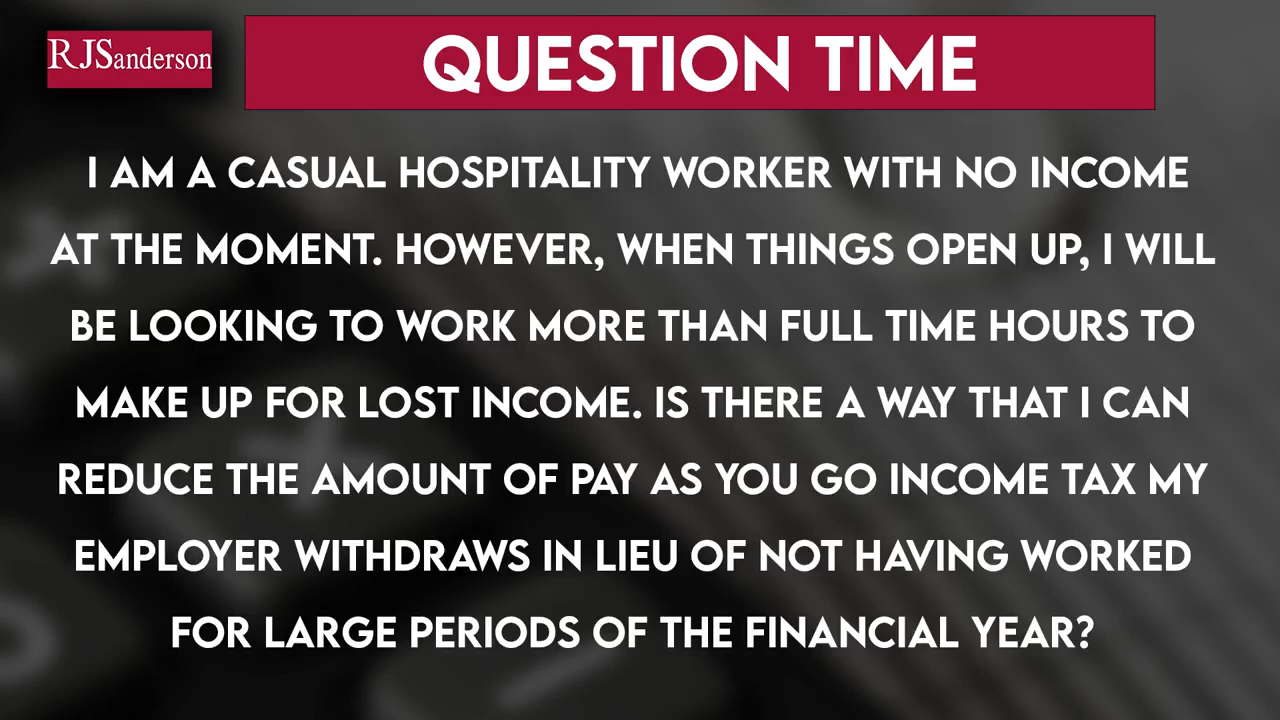 RJSanderson
QUESTION TIME
I AM A CASUAL HOSPITALITY WORKER WITH NO INCOME
AT THE MOMENT. HOWEVER, WHEN THINGS OPEN UP, I WILL
BE LOOKING TO WORK MORE THAN FULL TIME HOURS TO
MAKE UP FOR LOST INCOME. IS THERE A WAY THAT I CAN
REDUCE THE AMOUNT OF PAY AS YOU GO INCOME TAX MY
EMPLOYER WITHDRAWS IN LIEU OF NOT HAVING WORKED
FOR LARGE PERIODS OF THE FINANCIAL YEAR?